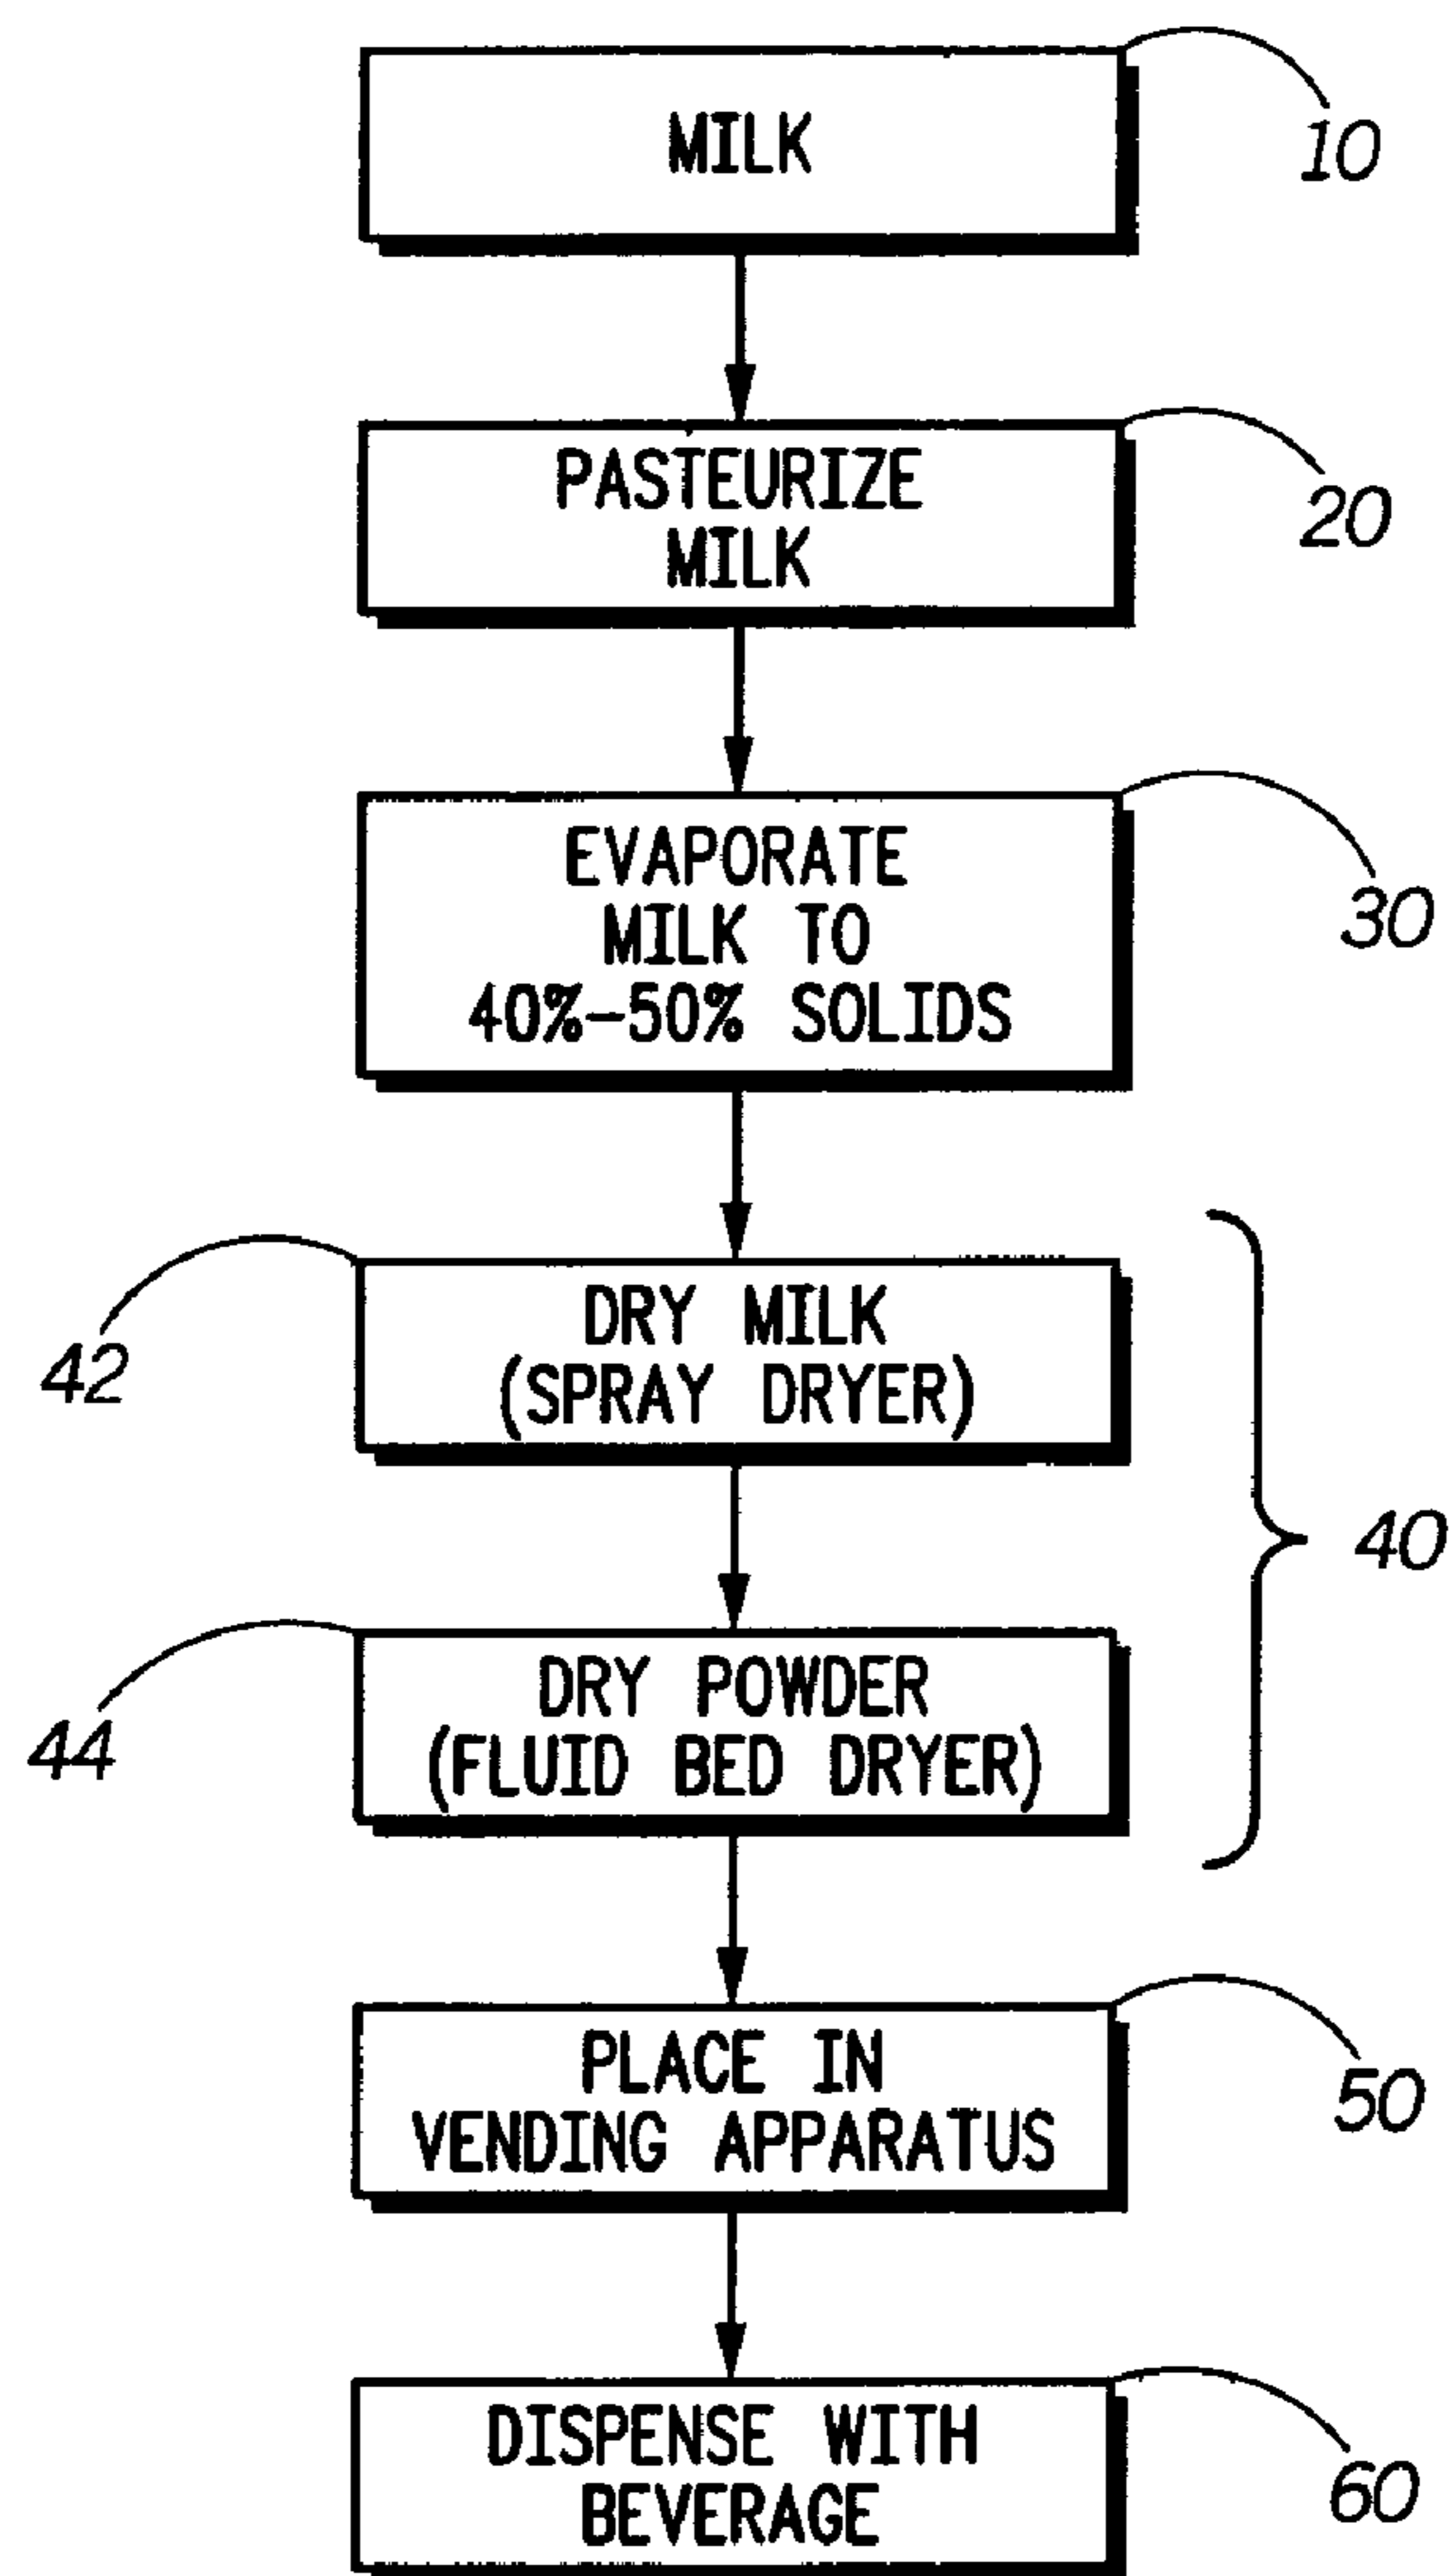 MILK
10
PASTEURIZE
MILK
20
EVAPORATE
MILK TO
40%-50% SOLIDS
30
42
DRY MILK
(SPRAY DRYER)
40
44
DRY POWDER
(FLUID BED DRYER)
PLACE IN
VENDING APPARATUS
50
DISPENSE WITH
BEVERAGE
60